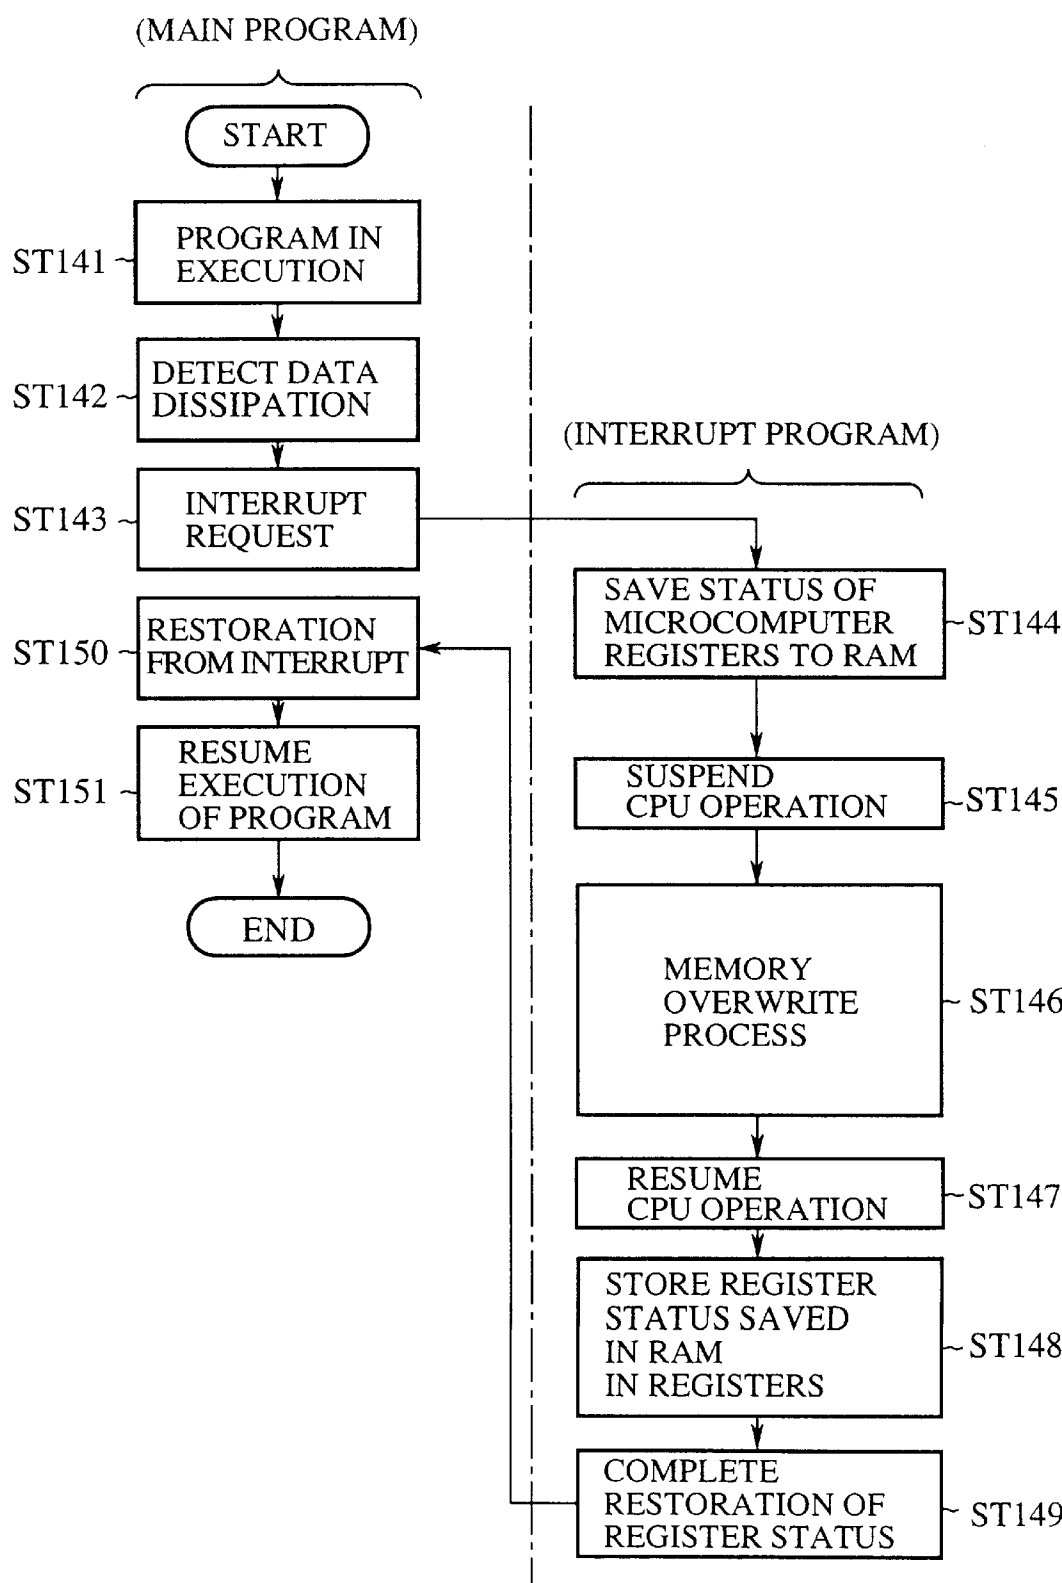 (MAIN PROGRAM)
START
ST141
PROGRAM IN
EXECUTION
ST142
DETECT DATA
DISSIPATION
ST143
INTERRUPT
REQUEST
ST150
RESTORATION
FROM INTERRUPT
ST151
RESUME
EXECUTION
OF PROGRAM
END
(INTERRUPT PROGRAM)
SAVE STATUS OF
MICROCOMPUTER
REGISTERS TO RAM
ST144
SUSPEND
CPU OPERATION
ST145
MEMORY
OVERWRITE
PROCESS
ST146
RESUME
CPU OPERATION
ST147
STORE REGISTER
STATUS SAVED
IN RAM
IN REGISTERS
ST148
COMPLETE
RESTORATION OF
REGISTER STATUS
ST149